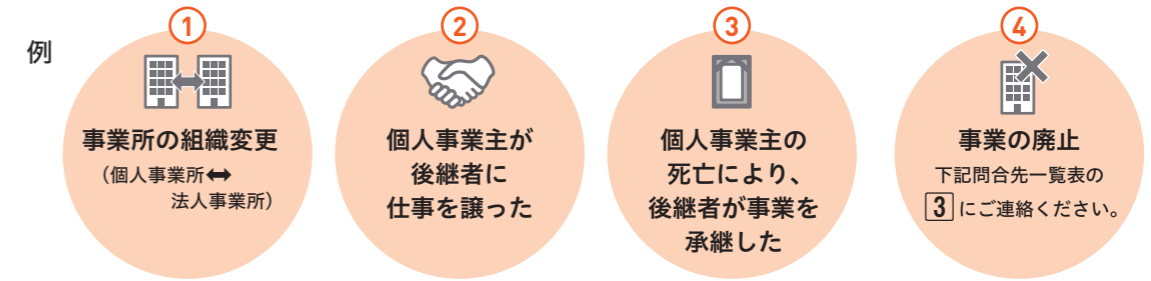 例
①
事業所の組織変更
（個人事業所⬌
法人事業所）
②
個人事業主が
後継者に
仕事を譲った
③
個人事業主の
死亡により、
後継者が事業を
承継した
④
事業の廃止
下記問合先一覧表の
3にご連絡ください。